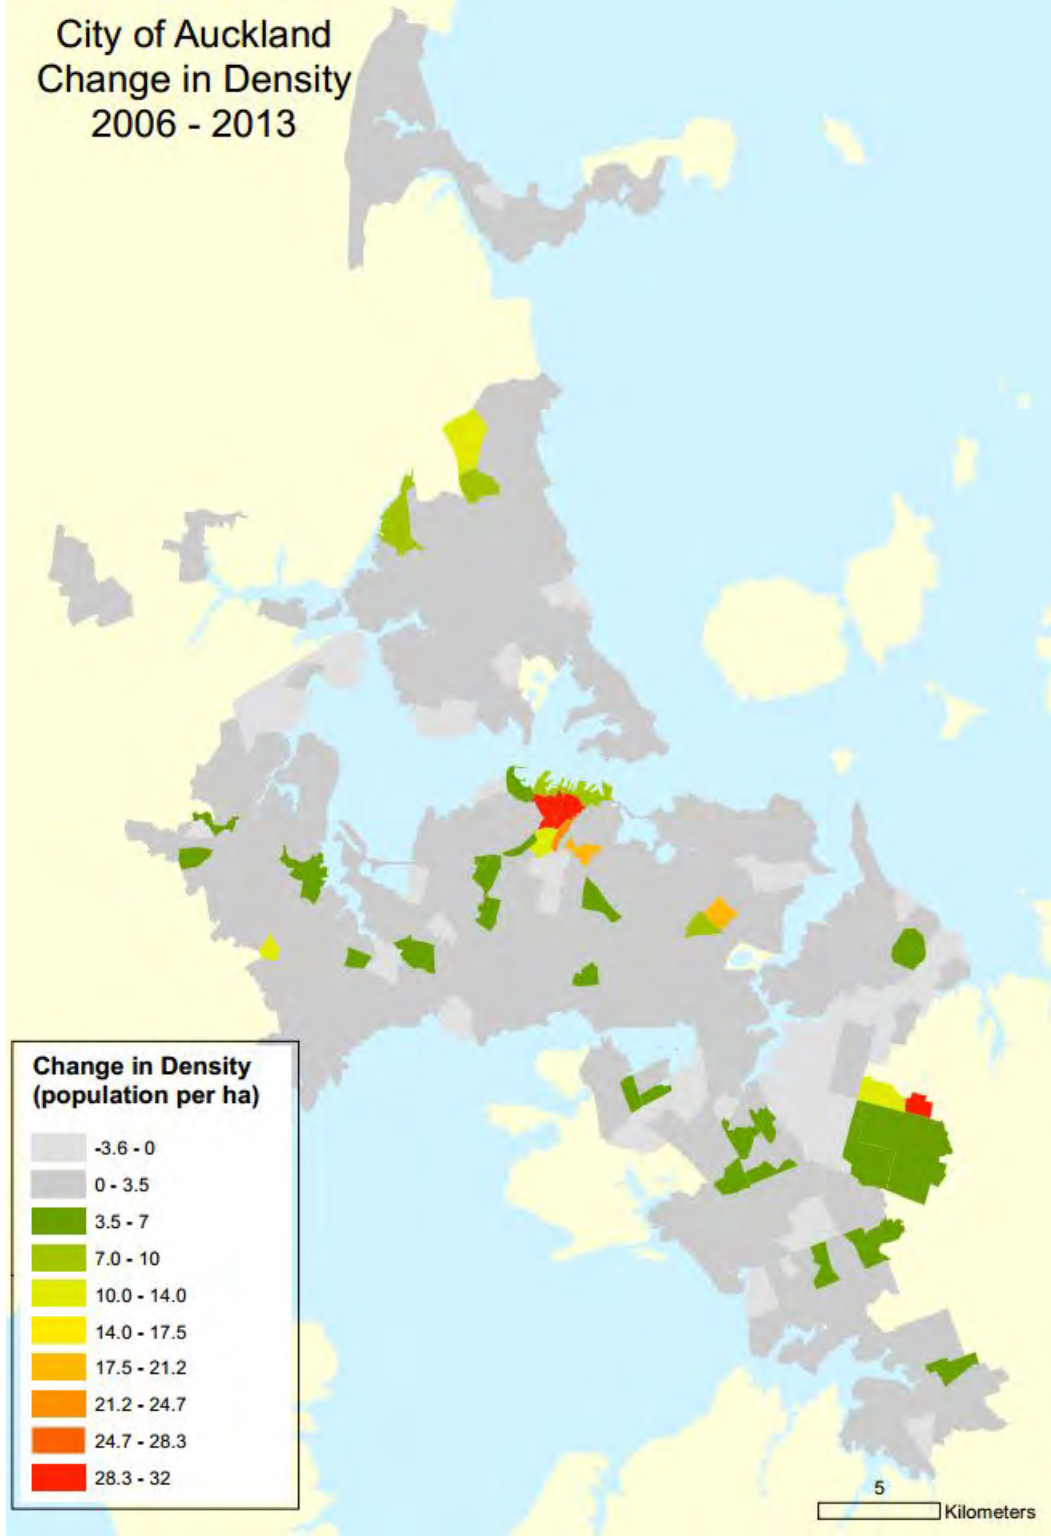 City of Auckland
Change in Density
2006 - 2013
Change in Density
(population per ha)
-3.6 - 0
0 - 3.5
3.5 - 7
7.0 - 10
10.0 - 14.0
14.0 - 17.5
17.5 - 21.2
21.2 - 24.7
24.7 - 28.3
28.3 - 32
5
Kilometers